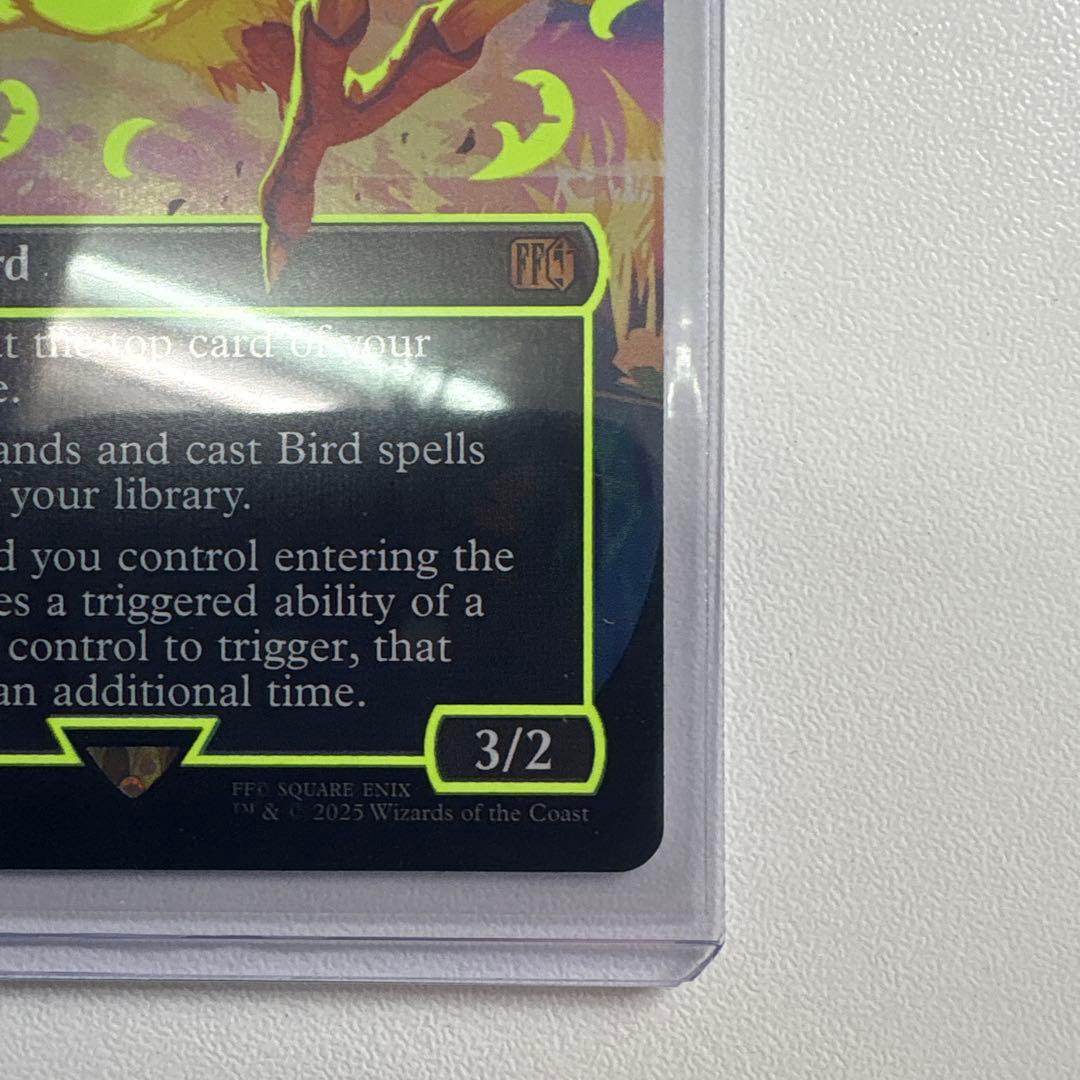 rd
FF
t the top card of your
e.
ands and cast Bird spells
f your library.
d you control entering the
es a triggered ability of a
control to trigger, that
an additional time.
3/2
FF© SQUARE ENIX
™ & © 2025 Wizards of the Coast